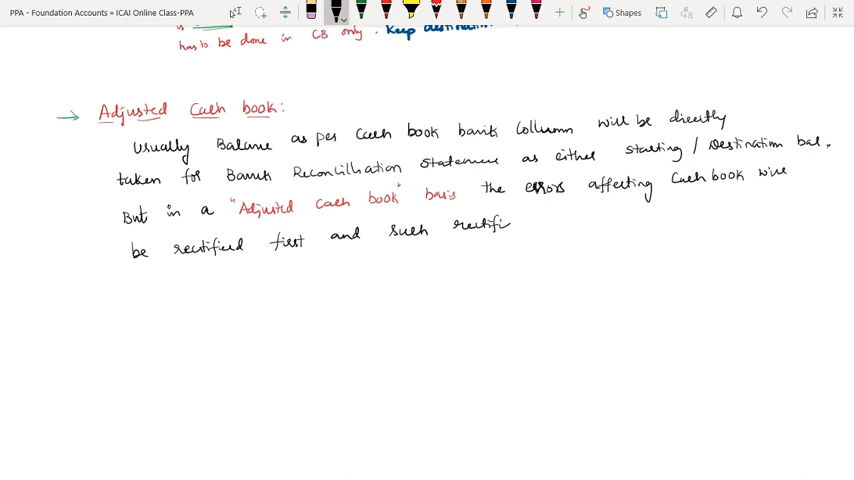 PPA - Foundation Accounts » ICAI Online Class-PPA
Shapes
has to be done in CB only. Keep destination
→ Adjusted Cash book:
Usually Balance as per Cash book bank Collumn will be directly
taken for Bank Reconcilliation Statement as either starting / Destination bal.
But in a "Adjusted Cash book" basis the errors affecting Cash book will
be rectified first and such rectifi